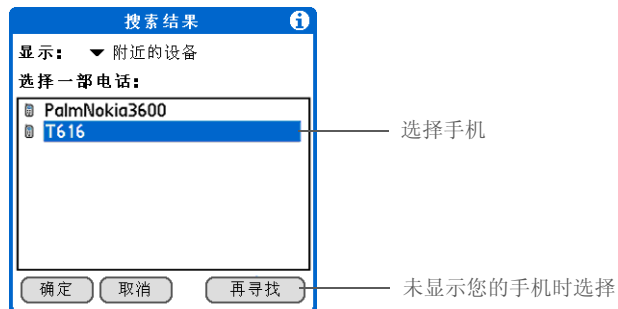 搜索结果
显示： 附近的设备
选择一部电话：
PalmNokia3600
T616
选择手机
确定 取消 再寻找
未显示您的手机时选择